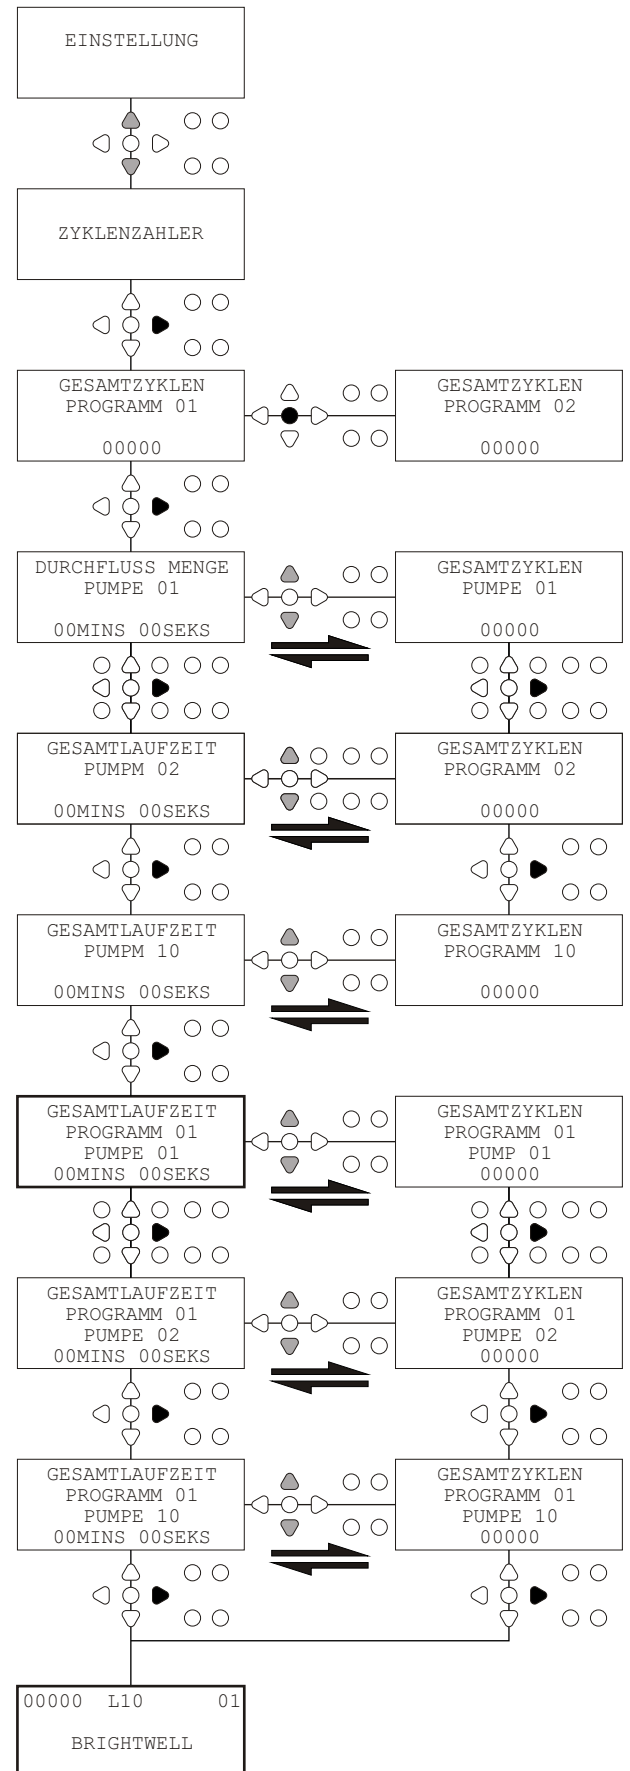 EINSTELLUNG
ZYKLENZAHLER
GESAMTZYKLEN
PROGRAMM 01
00000
GESAMTZYKLEN
PROGRAMM 02
00000
DURCHFLUSS MENGE
PUMPE 01
00MINS 00SEKS
GESAMTZYKLEN
PUMPE 01
00000
GESAMTLAUFZEIT
PUMPM 02
00MINS 00SEKS
GESAMTZYKLEN
PROGRAMM 02
00000
GESAMTLAUFZEIT
PUMPM 10
00MINS 00SEKS
GESAMTZYKLEN
PROGRAMM 10
00000
GESAMTLAUFZEIT
PROGRAMM 01
PUMPE 01
00MINS 00SEKS
GESAMTZYKLEN
PROGRAMM 01
PUMP 01
00000
GESAMTLAUFZEIT
PROGRAMM 01
PUMPE 02
00MINS 00SEKS
GESAMTZYKLEN
PROGRAMM 01
PUMPE 02
00000
GESAMTLAUFZEIT
PROGRAMM 01
PUMPE 10
00MINS 00SEKS
GESAMTZYKLEN
PROGRAMM 01
PUMPE 10
00000
00000 L10 01
BRIGHTWELL